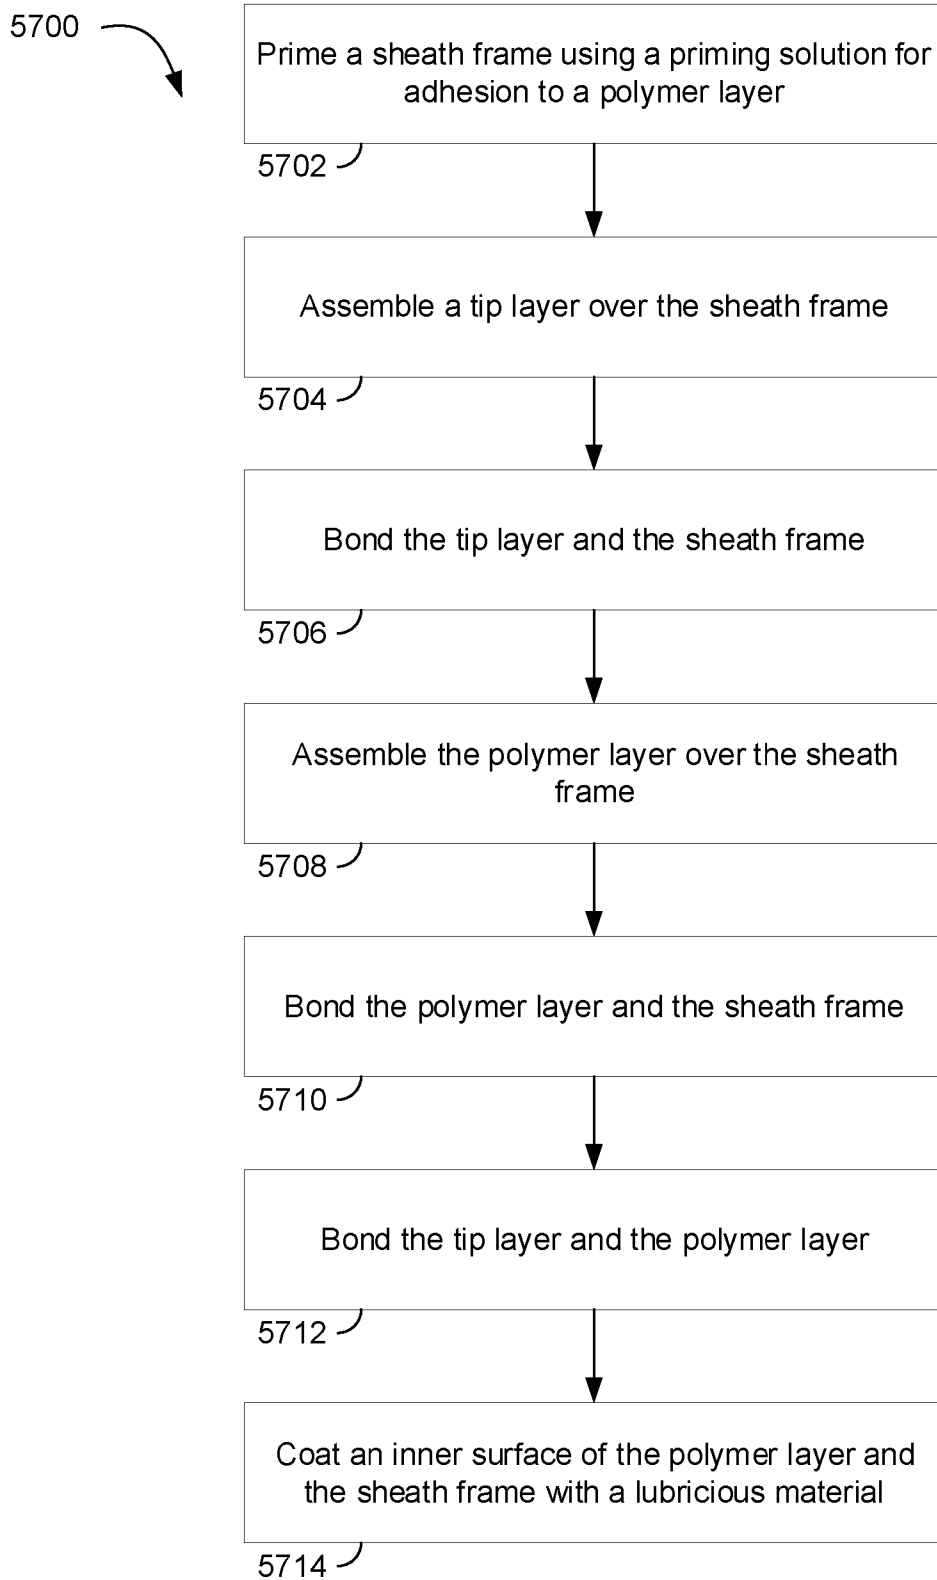 5700
Prime a sheath frame using a priming solution for
adhesion to a polymer layer
5702
Assemble a tip layer over the sheath frame
5704
Bond the tip layer and the sheath frame
5706
Assemble the polymer layer over the sheath
frame
5708
Bond the polymer layer and the sheath frame
5710
Bond the tip layer and the polymer layer
5712
Coat an inner surface of the polymer layer and
the sheath frame with a lubricious material
5714